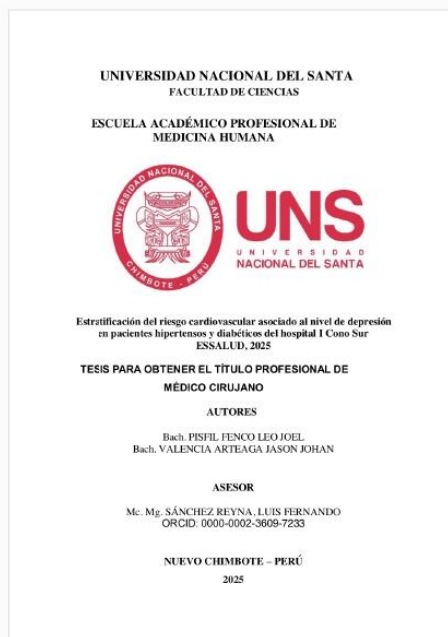 UNIVERSIDAD NACIONAL DEL SANTA
FACULTAD DE CIENCIAS
ESCUELA ACADÉMICO PROFESIONAL DE
MEDICINA HUMANA
UNIVERSIDAD NACIONAL DEL SANTA
CHIMBOTE - PERÚ
UNS
UNIVERSIDAD
NACIONAL DEL SANTA
Estratificación del riesgo cardiovascular asociado al nivel de depresión
en pacientes hipertensos y diabéticos del hospital I Cono Sur
ESSALUD, 2025
TESIS PARA OBTENER EL TÍTULO PROFESIONAL DE
MÉDICO CIRUJANO
AUTORES
Bach. PISFIL FENCO LEO JOEL
Bach. VALENCIA ARTEAGA JASON JOHAN
ASESOR
Mc. Mg. SÁNCHEZ REYNA, LUIS FERNANDO
ORCID: 0000-0002-3609-7233
NUEVO CHIMBOTE – PERÚ
2025